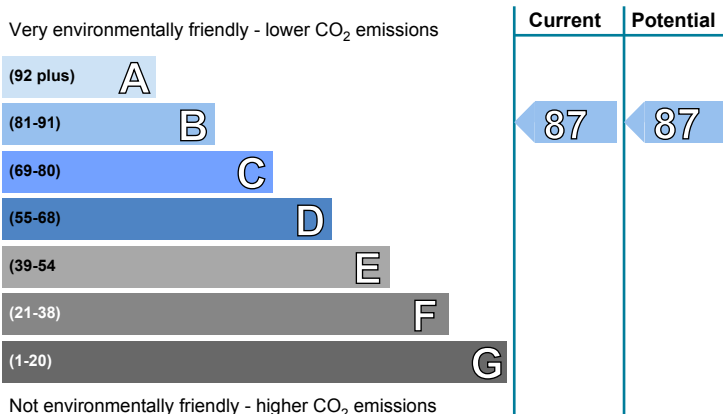 Very environmentally friendly - lower CO₂ emissions
Current
Potential
(92 plus) A
(81-91) B
87
87
(69-80) C
(55-68) D
(39-54 E
(21-38) F
(1-20) G
Not environmentally friendly - higher CO₂ emissions